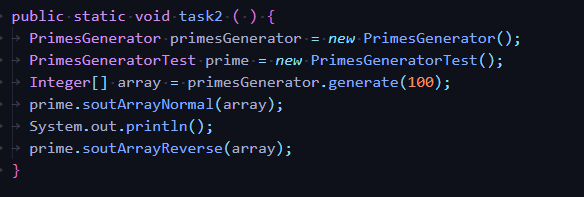 public static void task2 ( ) {
PrimesGenerator primesGenerator = new PrimesGenerator();
PrimesGeneratorTest prime = new PrimesGeneratorTest();
Integer[] array = primesGenerator.generate(100);
prime.soutArrayNormal(array);
System.out.println();
prime.soutArrayReverse(array);
}